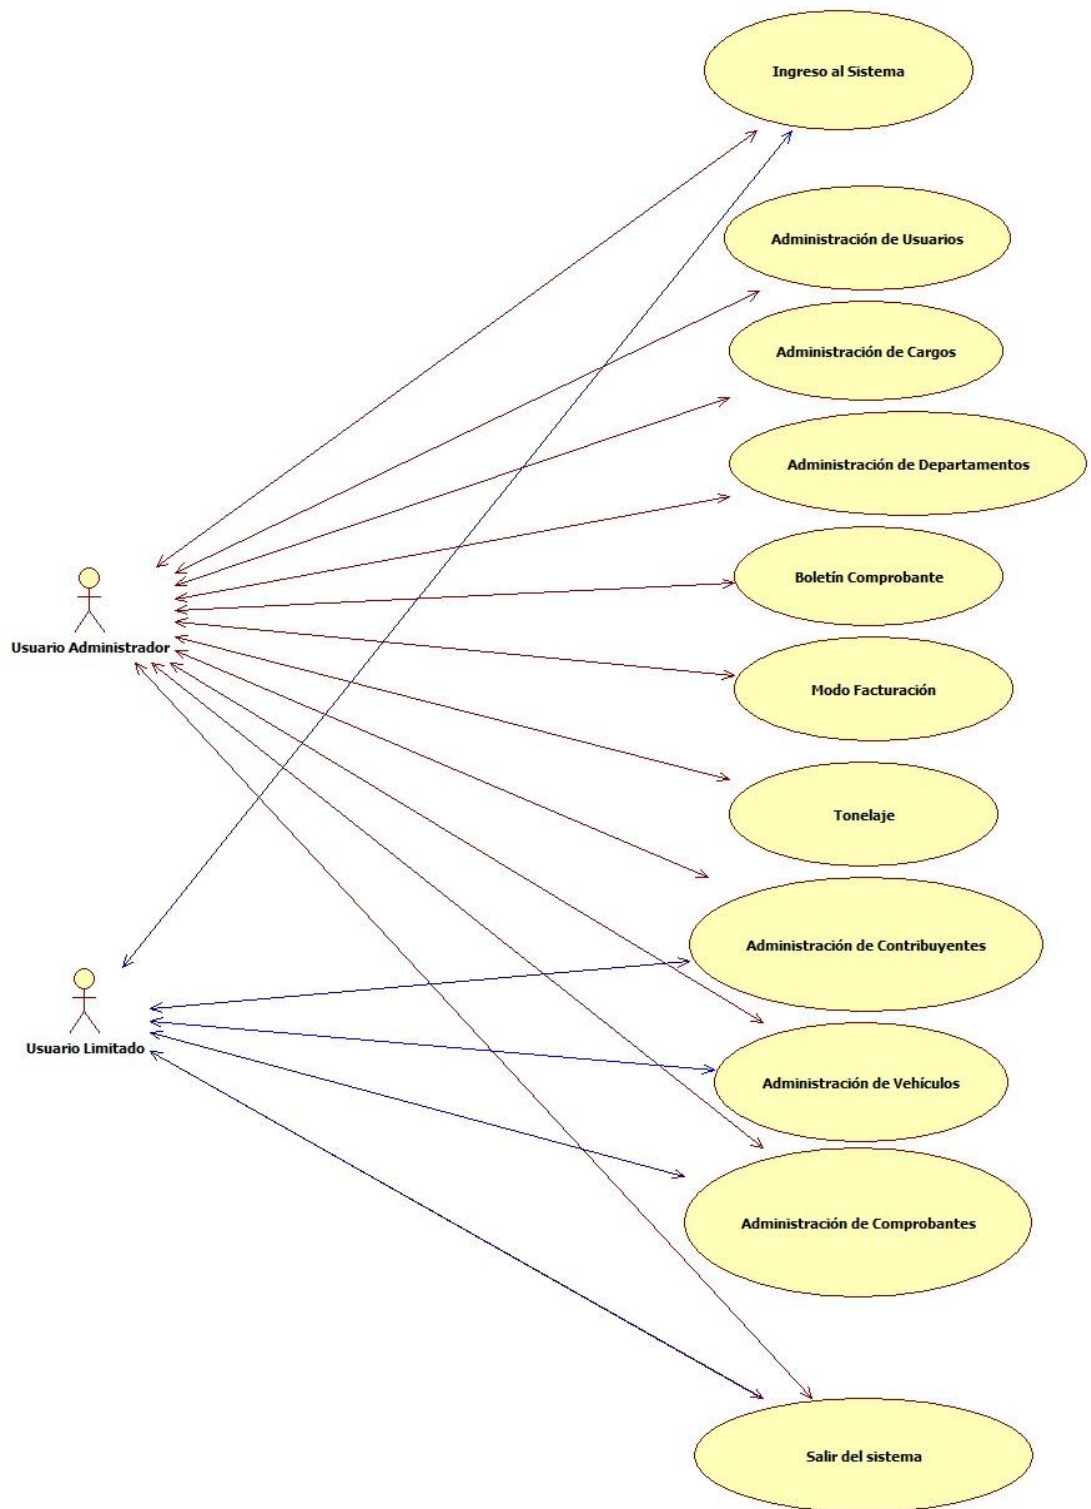 Ingreso al Sistema
Administración de Usuarios
Administración de Cargos
Administración de Departamentos
Boletín Comprobante
Modo Facturación
Usuario Administrador
Tonelaje
Administración de Contribuyentes
Usuario Limitado
Administración de Vehículos
Administración de Comprobantes
Salir del sistema